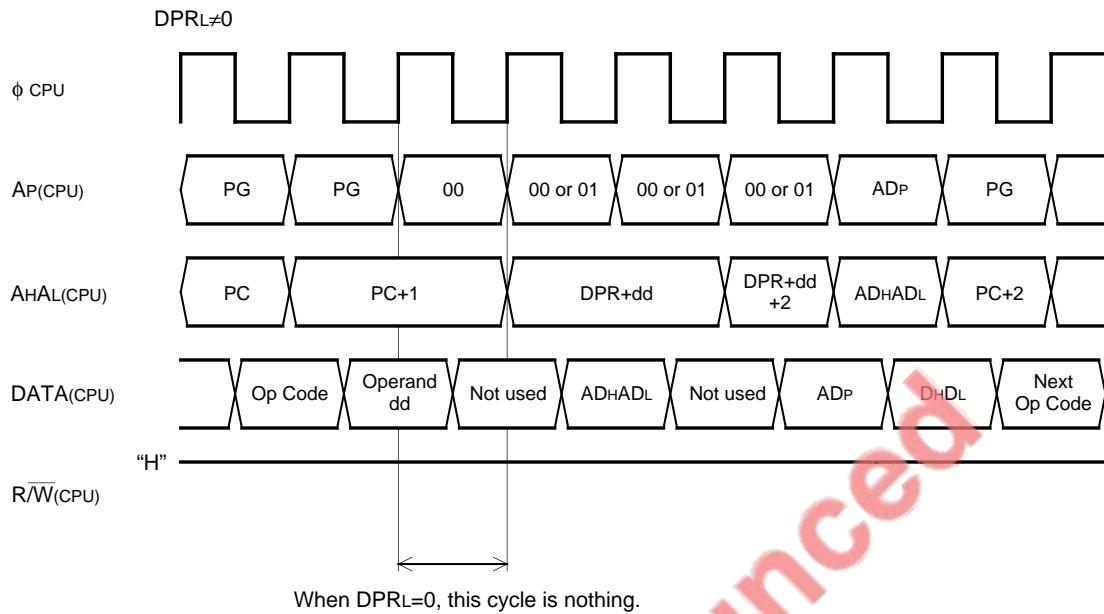 DPRL≠0
ϕ CPU
AP(CPU)
PG
PG
00
00 or 01
00 or 01
00 or 01
ADP
PG
AHAL(CPU)
PC
PC+1
DPR+dd
DPR+dd
+2
ADHADL
PC+2
DATA(CPU)
Op Code
Operand
dd
Not used
ADHADL
Not used
ADP
DHDL
Next
Op Code
“H”
R/W̅(CPU)
When DPRL=0, this cycle is nothing.